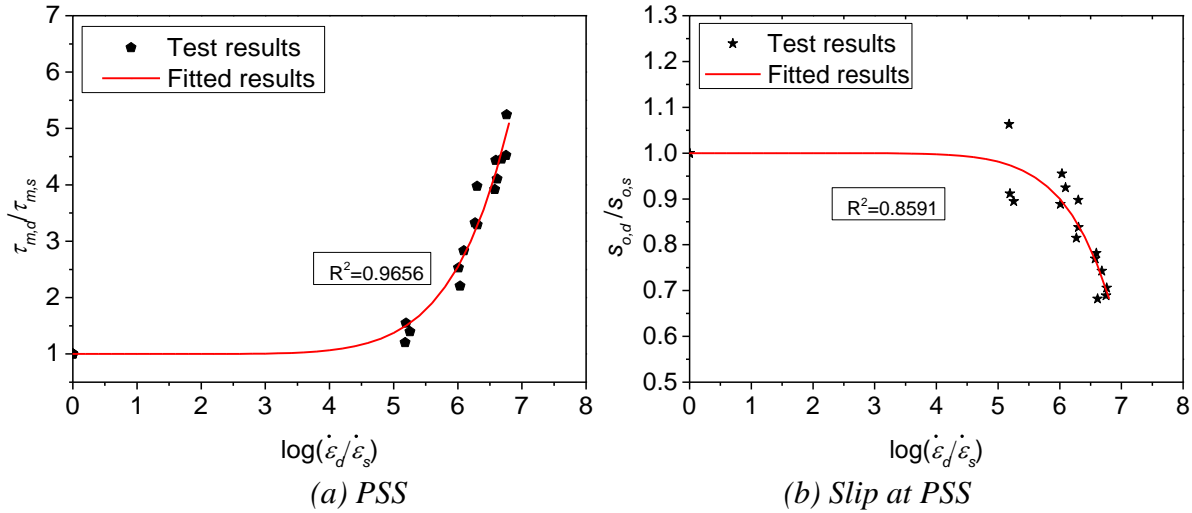 7
6
5
4
3
2
1
τm,d/τm,s
Test results
Fitted results
R²=0.9656
0 1 2 3 4 5 6 7 8
log(ε̇d/ε̇s)
(a) PSS
1.3
1.2
1.1
1.0
0.9
0.8
0.7
0.6
0.5
so,d/so,s
Test results
Fitted results
R²=0.8591
0 1 2 3 4 5 6 7 8
log(ε̇d/ε̇s)
(b) Slip at PSS